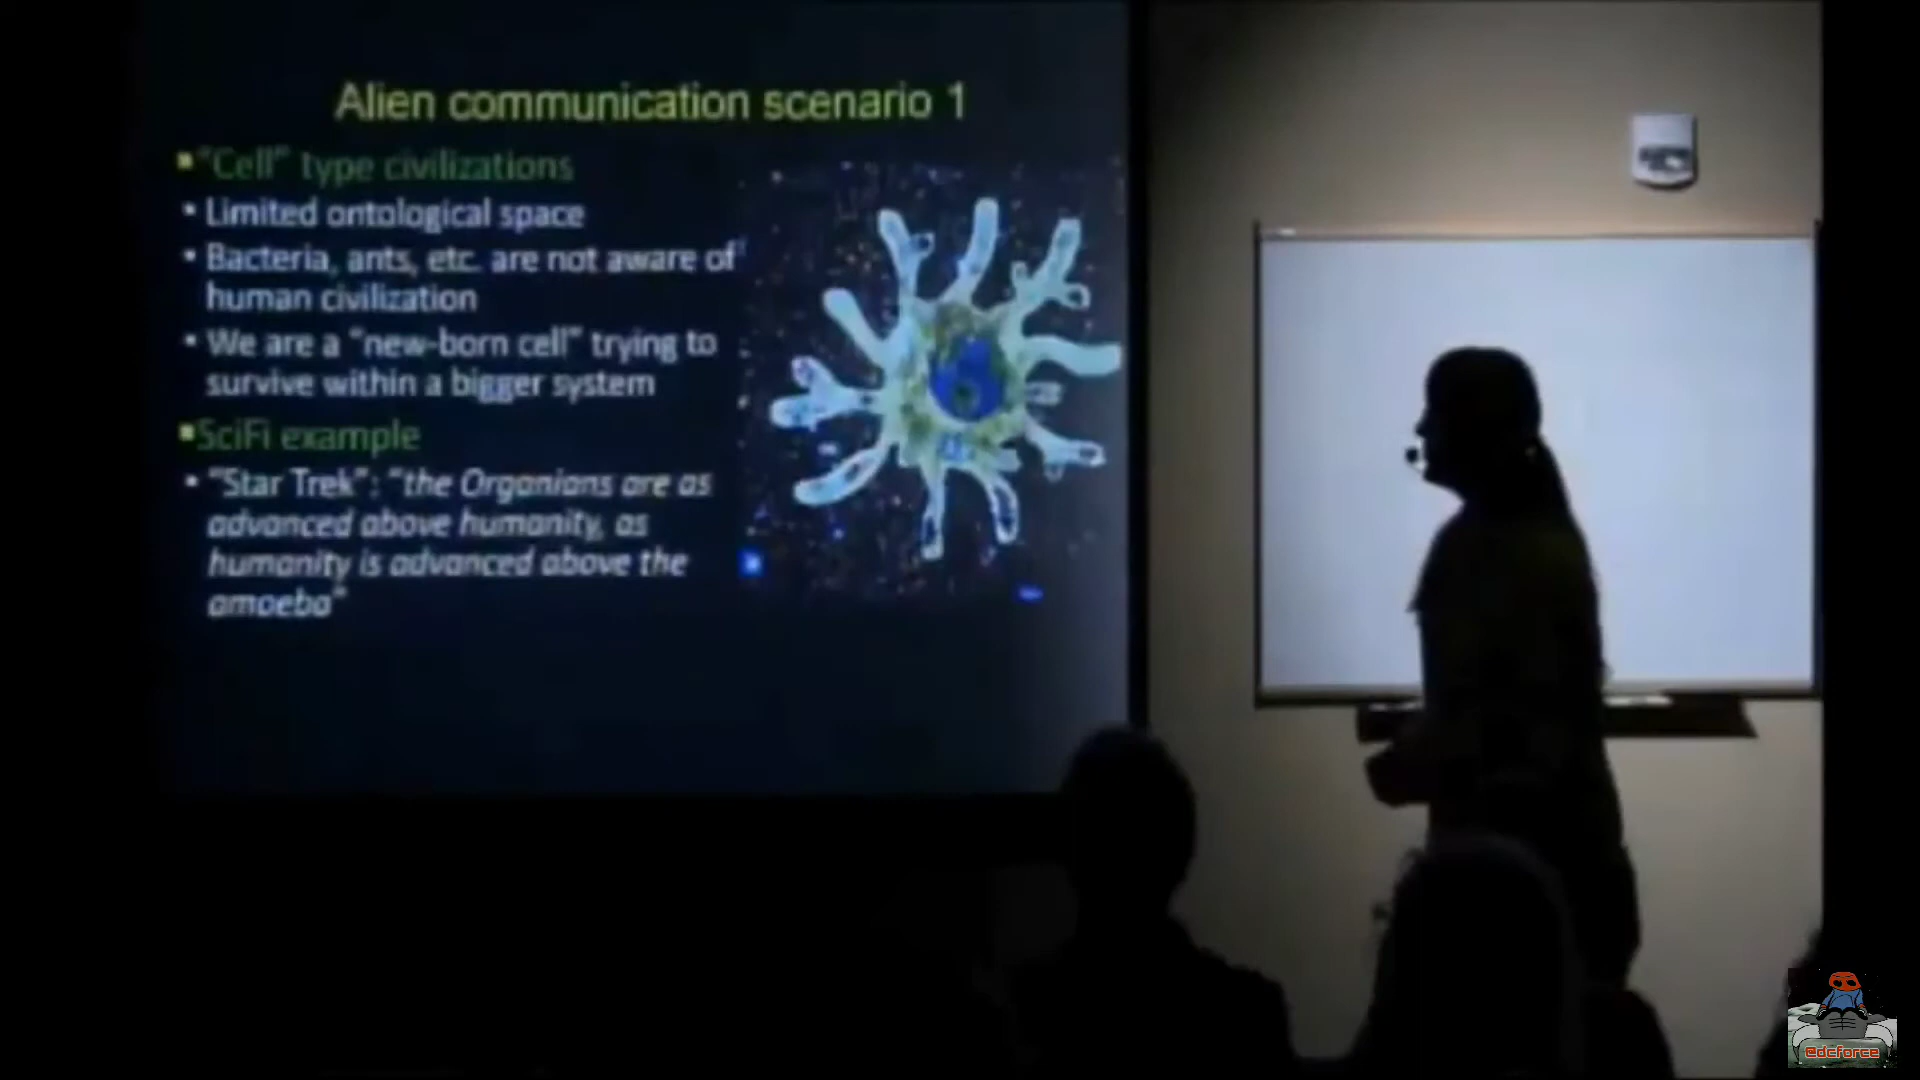 Alien communication scenario 1
"Cell" type civilizations
• Limited ontological space
• Bacteria, ants, etc. are not aware of
human civilization
• We are a "new-born cell" trying to
survive within a bigger system
SciFi example
• "Star Trek": "the Organians are as
advanced above humanity, as
humanity is advanced above the
amoeba"
@dcforce